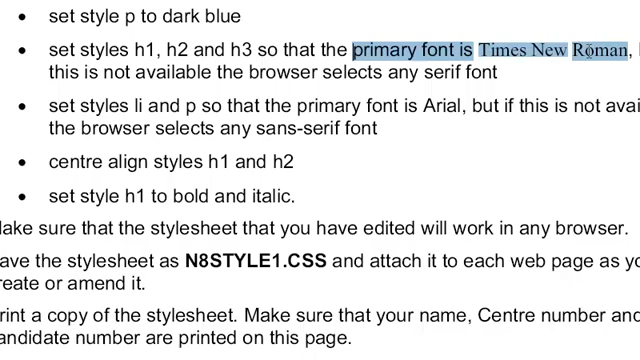 set style p to dark blue
set styles h1, h2 and h3 so that the primary font is Times New Roman,
this is not available the browser selects any serif font
set styles li and p so that the primary font is Arial, but if this is not avai
the browser selects any sans-serif font
centre align styles h1 and h2
set style h1 to bold and italic.
ake sure that the stylesheet that you have edited will work in any browser.
ave the stylesheet as N8STYLE1.CSS and attach it to each web page as yo
reate or amend it.
rint a copy of the stylesheet. Make sure that your name, Centre number and
andidate number are printed on this page.